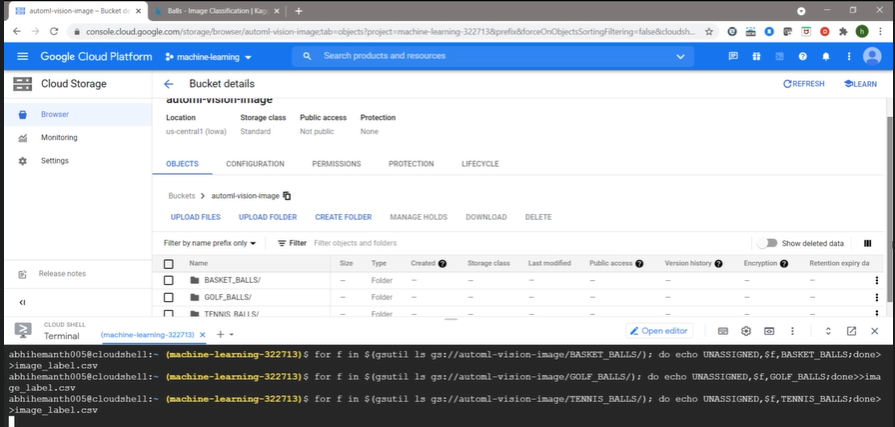 automl-vision-image – Bucket de
Balls - Image Classification | Kag
console.cloud.google.com/storage/browser/automl-vision-image;tab=objects?project=machine-learning-322713&prefix&forceOnObjectsSortingFiltering=false&cloudsh...
Google Cloud Platform
machine-learning
Search products and resources
Cloud Storage
Bucket details
REFRESH
LEARN
automl-vision-image
Browser
Monitoring
Settings
Location
Storage class
Public access
Protection
us-central1 (Iowa)
Standard
Not public
None
OBJECTS
CONFIGURATION
PERMISSIONS
PROTECTION
LIFECYCLE
Buckets > automl-vision-image
UPLOAD FILES
UPLOAD FOLDER
CREATE FOLDER
MANAGE HOLDS
DOWNLOAD
DELETE
Filter by name prefix only
Filter
Filter objects and folders
Show deleted data
Name
Size
Type
Created
Storage class
Last modified
Public access
Version history
Encryption
Retention expiry da
BASKET_BALLS/
—
Folder
—
—
—
—
—
—
—
GOLF_BALLS/
—
Folder
—
—
—
—
—
—
—
TENNIS_BALLS/
—
Folder
—
—
—
—
—
—
—
Release notes
CLOUD SHELL
Terminal
(machine-learning-322713)
Open editor
abhihemanth005@cloudshell:~ (machine-learning-322713)$ for f in $(gsutil ls gs://automl-vision-image/BASKET_BALLS/); do echo UNASSIGNED,$f,BASKET_BALLS;done>
>image_label.csv
abhihemanth005@cloudshell:~ (machine-learning-322713)$ for f in $(gsutil ls gs://automl-vision-image/GOLF_BALLS/); do echo UNASSIGNED,$f,GOLF_BALLS;done>>ima
ge_label.csv
abhihemanth005@cloudshell:~ (machine-learning-322713)$ for f in $(gsutil ls gs://automl-vision-image/TENNIS_BALLS/); do echo UNASSIGNED,$f,TENNIS_BALLS;done>
>image_label.csv